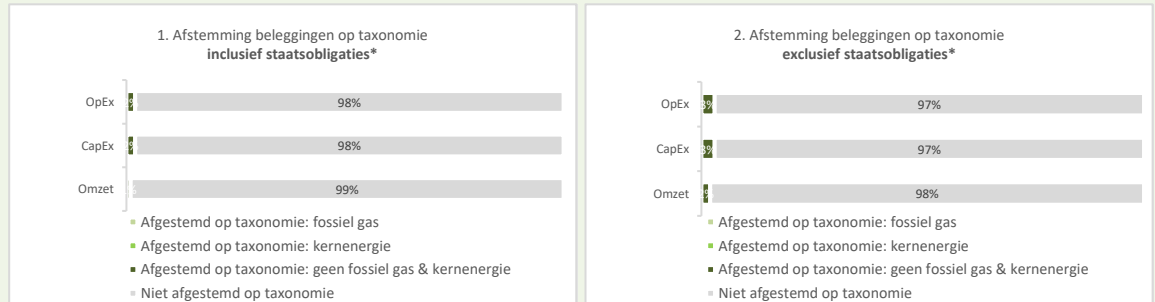 1. Afstemming beleggingen op taxonomie
inclusief staatsobligaties*
OpEx 98%
CapEx 98%
Omzet 99%
Afgestemd op taxonomie: fossiel gas
Afgestemd op taxonomie: kernenergie
Afgestemd op taxonomie: geen fossiel gas & kernenergie
Niet afgestemd op taxonomie
2. Afstemming beleggingen op taxonomie
exclusief staatsobligaties*
OpEx 3% 97%
CapEx 3% 97%
Omzet 98%
Afgestemd op taxonomie: fossiel gas
Afgestemd op taxonomie: kernenergie
Afgestemd op taxonomie: geen fossiel gas & kernenergie
Niet afgestemd op taxonomie